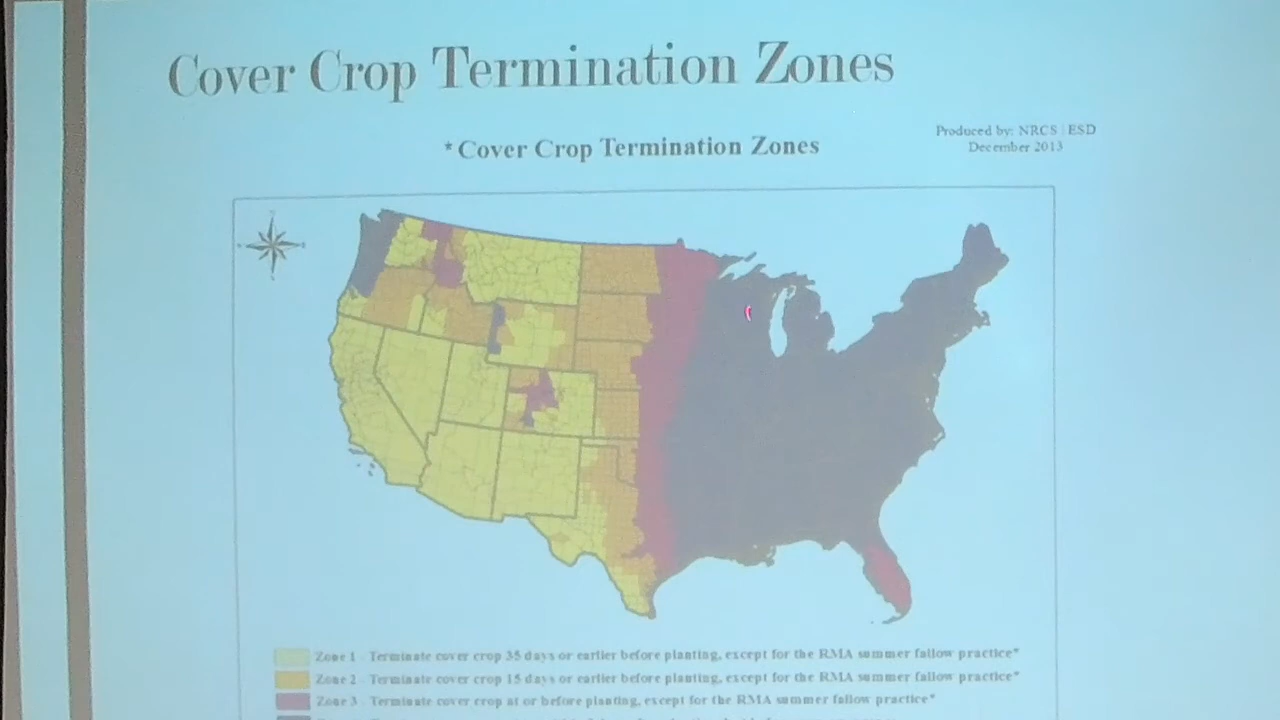 Cover Crop Termination Zones
* Cover Crop Termination Zones
Produced by: NRCS ESD
December 2013
Zone 1 Terminate cover crop 35 days or earlier before planting, except for the RMA summer fallow practice*
Zone 2 Terminate cover crop 15 days or earlier before planting, except for the RMA summer fallow practice*
Zone 3 Terminate cover crop at or before planting, except for the RMA summer fallow practice*